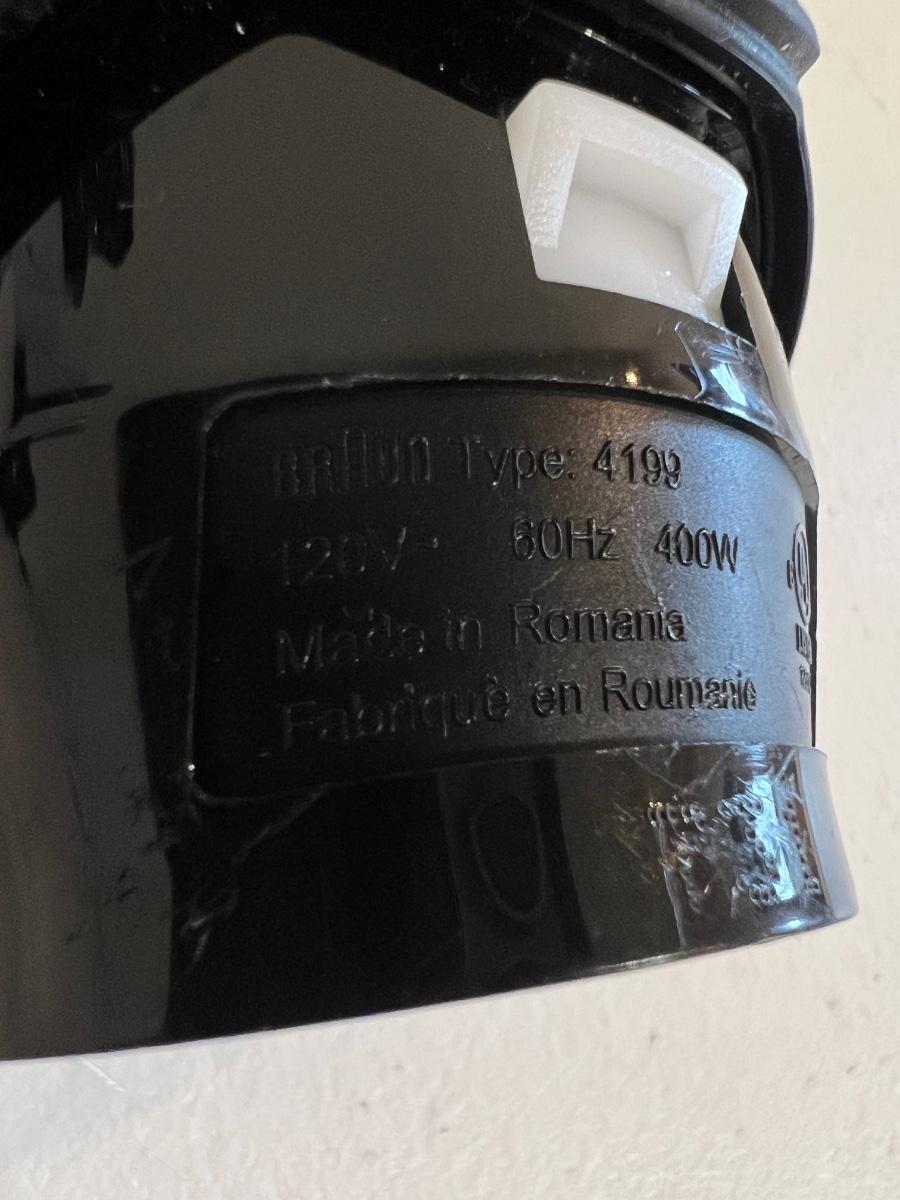 BRAUN Type: 4199
120V~ 60Hz 400W
Made in Romania
Fabriqué en Roumanie